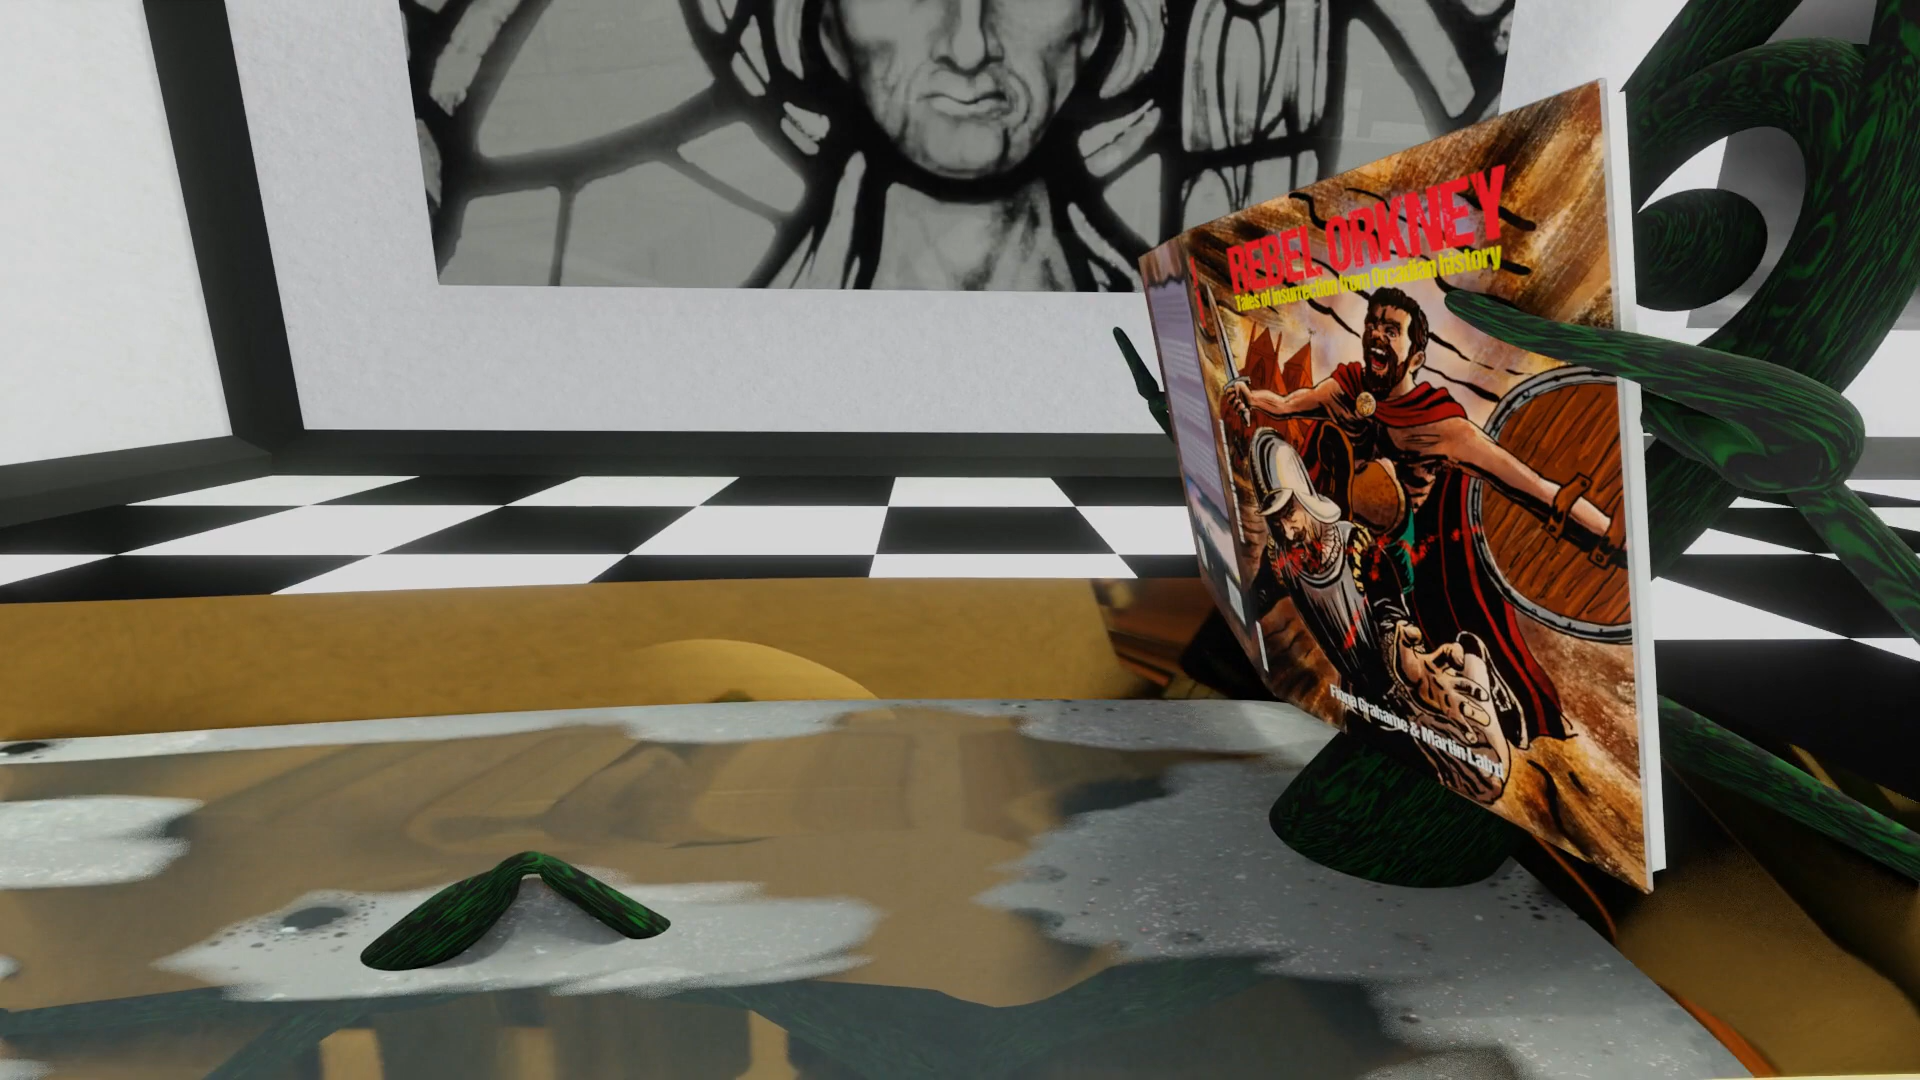 REBEL ORKNEY
Tales of Insurrection from Orcadian history
Fiona Grahame & Martin Laird